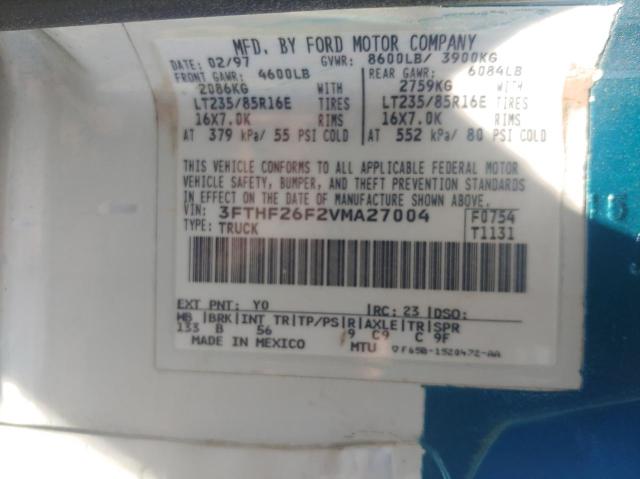 MFD. BY FORD MOTOR COMPANY
DATE: 02/97 GVWR: 8600LB/ 3900KG
FRONT GAWR: 4600LB REAR GAWR: 6084LB
2086KG WITH 2759KG WITH
LT235/85R16E TIRES LT235/85R16E TIRES
16X7.0K RIMS 16X7.0K RIMS
AT 379 kPa/ 55 PSI COLD AT 552 kPa/ 80 PSI COLD
THIS VEHICLE CONFORMS TO ALL APPLICABLE FEDERAL MOTOR
VEHICLE SAFETY, BUMPER, AND THEFT PREVENTION STANDARDS
IN EFFECT ON THE DATE OF MANUFACTURE SHOWN ABOVE.
VIN: 3FTHF26F2VMA27004 F0754
TYPE: TRUCK T1131
EXT PNT: Y0 RC: 23 DSO:
WB BRK INT TR TP/PS R AXLE TR SPR
133 B 56 9 C9 C 9F
MADE IN MEXICO MTU